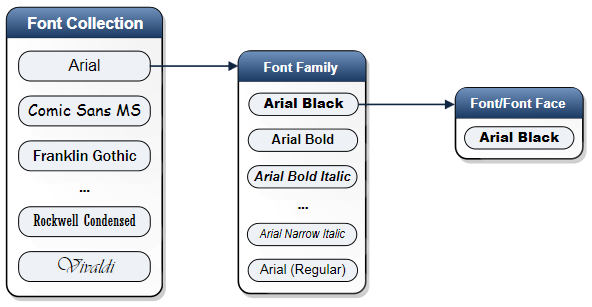 Font Collection
Arial
Comic Sans MS
Franklin Gothic
...
Rockwell Condensed
Vivaldi
Font Family
Arial Black
Arial Bold
Arial Bold Italic
...
Arial Narrow Italic
Arial (Regular)
Font/Font Face
Arial Black